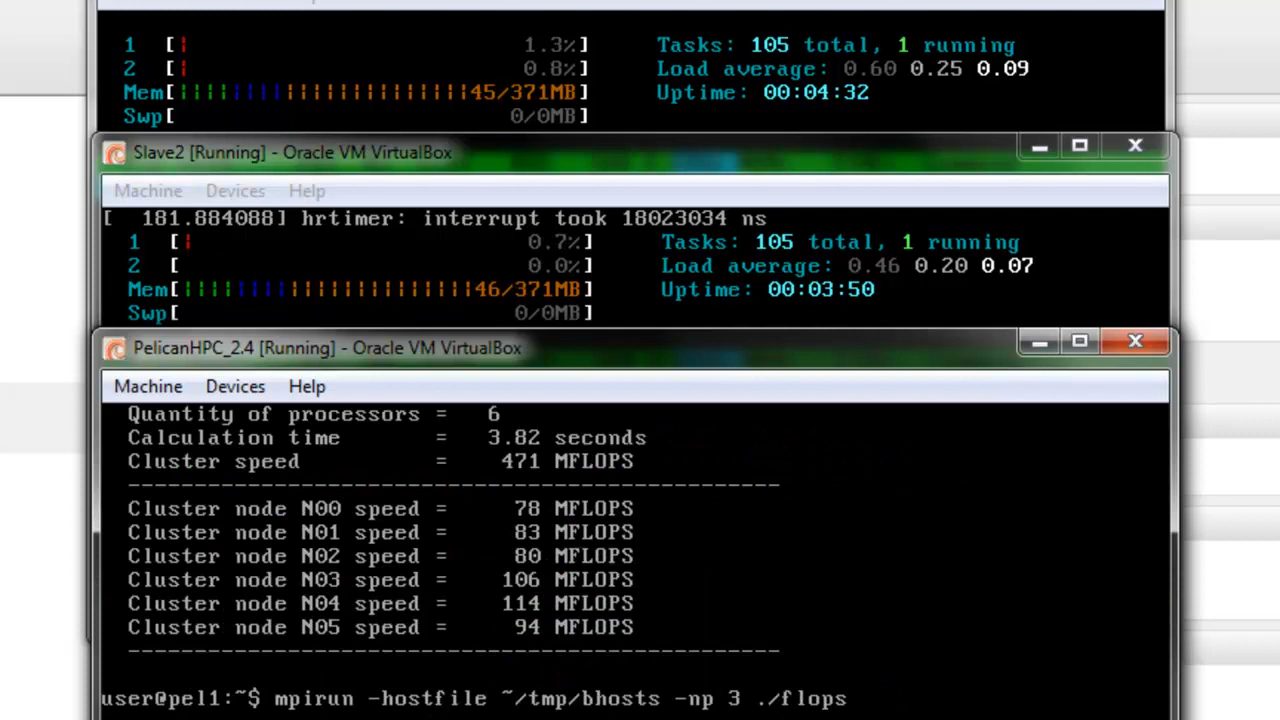 1 [| 1.3%] Tasks: 105 total, 1 running
2 [| 0.8%] Load average: 0.60 0.25 0.09
Mem[||||||||||||||||||||||45/371MB] Uptime: 00:04:32
Swp[ 0/0MB]
Slave2 [Running] - Oracle VM VirtualBox
Machine Devices Help
[ 181.884088] hrtimer: interrupt took 18023034 ns
1 [| 0.7%] Tasks: 105 total, 1 running
2 [ 0.0%] Load average: 0.46 0.20 0.07
Mem[||||||||||||||||||||||46/371MB] Uptime: 00:03:50
Swp[ 0/0MB]
PelicanHPC_2.4 [Running] - Oracle VM VirtualBox
Machine Devices Help
Quantity of processors = 6
Calculation time = 3.82 seconds
Cluster speed = 471 MFLOPS
-------------------------------------------------
Cluster node N00 speed = 78 MFLOPS
Cluster node N01 speed = 83 MFLOPS
Cluster node N02 speed = 80 MFLOPS
Cluster node N03 speed = 106 MFLOPS
Cluster node N04 speed = 114 MFLOPS
Cluster node N05 speed = 94 MFLOPS
-------------------------------------------------
user@pel1:~$ mpirun -hostfile ~/tmp/bhosts -np 3 ./flops